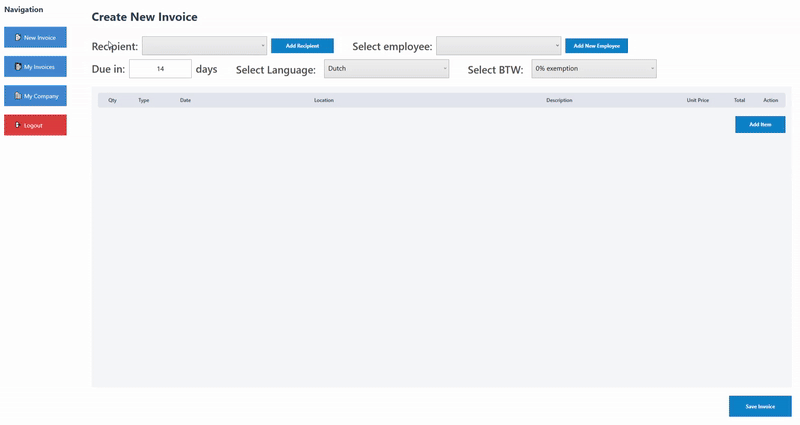 Navigation
New Invoice
My Invoices
My Company
Logout
Create New Invoice
Recipient: Add Recipient Select employee: Add New Employee
Due in: 14 days Select Language: Dutch Select BTW: 0% exemption
Qty Type Date Location Description Unit Price Total Action
Add Item
Save Invoice